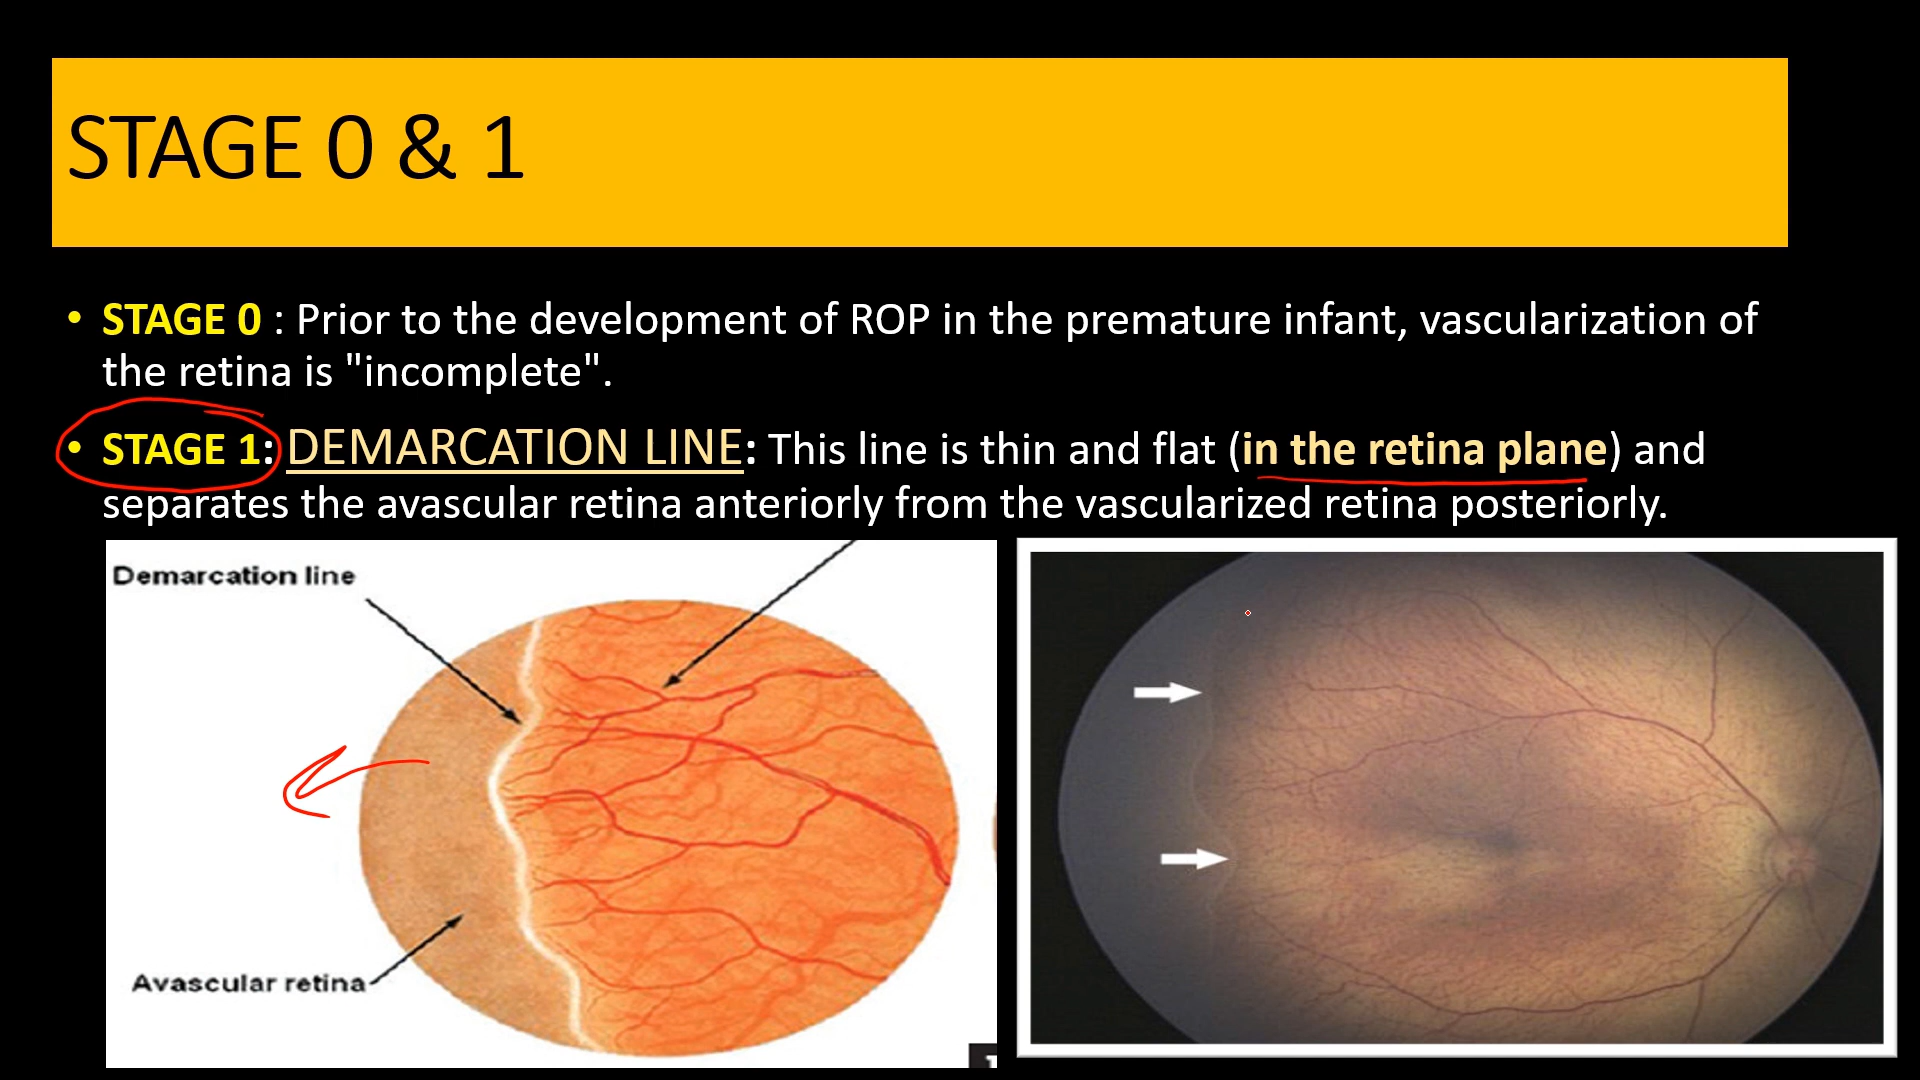 STAGE 0 & 1
• STAGE 0 : Prior to the development of ROP in the premature infant, vascularization of
the retina is "incomplete".
• STAGE 1: DEMARCATION LINE: This line is thin and flat (in the retina plane) and
separates the avascular retina anteriorly from the vascularized retina posteriorly.
Demarcation line
Avascular retina